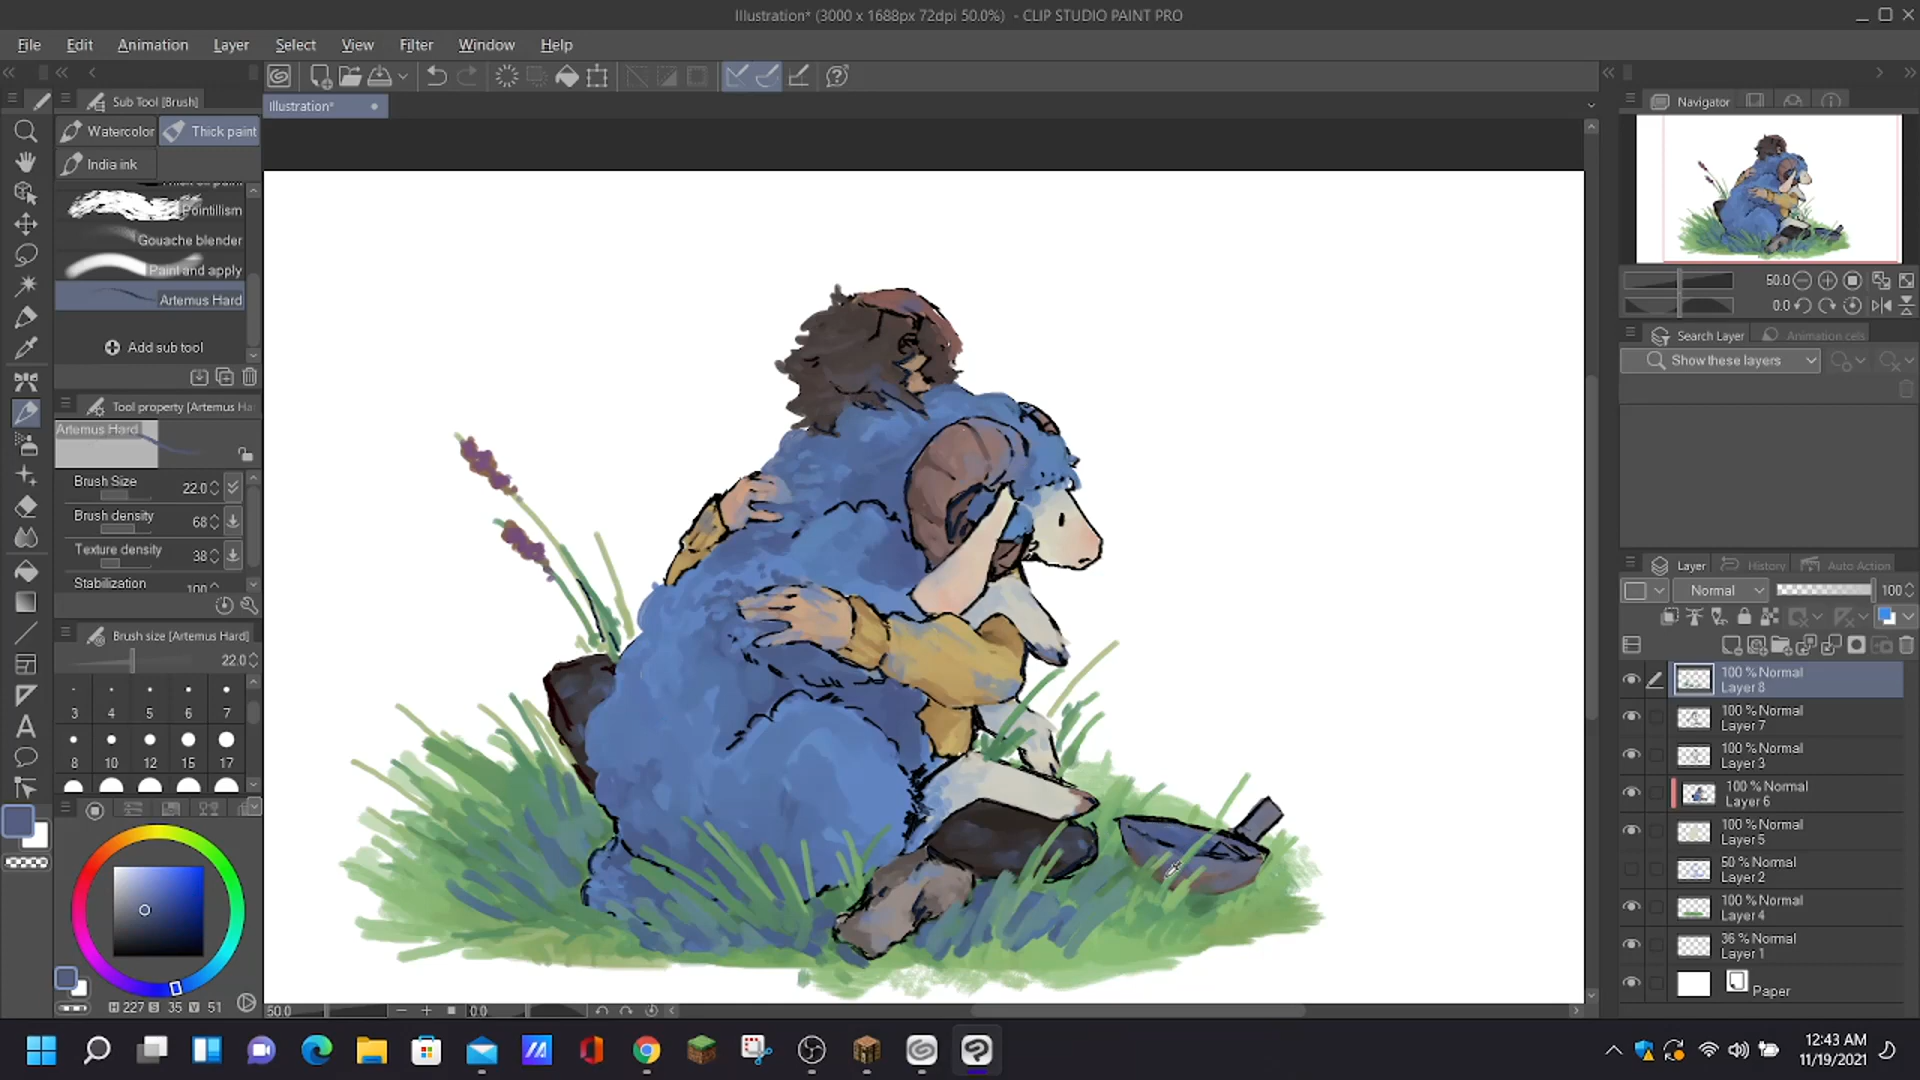 Illustration* (3000 x 1688px 72dpi 50.0%) - CLIP STUDIO PAINT PRO
File Edit Animation Layer Select View Filter Window Help
Sub Tool [Brush]
Illustration*
Navigator
Watercolor
Thick paint
India ink
Pointillism
Gouache blender
Paint and apply
Artemus Hard
Add sub tool
50.0
0.0
Search Layer
Animation cels
Show these layers
Tool property [Artemus Ha
Artemus Hard
Brush Size 22.0
Brush density 68
Texture density 38
Stabilization 100
Brush size [Artemus Hard]
22.0
3 4 5 6 7
8 10 12 15 17
H 227 S 35 V 51
Layer History Auto Action
Normal 100
100 % Normal
Layer 8
100 % Normal
Layer 7
100 % Normal
Layer 3
100 % Normal
Layer 6
100 % Normal
Layer 5
50 % Normal
Layer 2
100 % Normal
Layer 4
36 % Normal
Layer 1
Paper
50.0
0.0
12:43 AM
11/19/2021